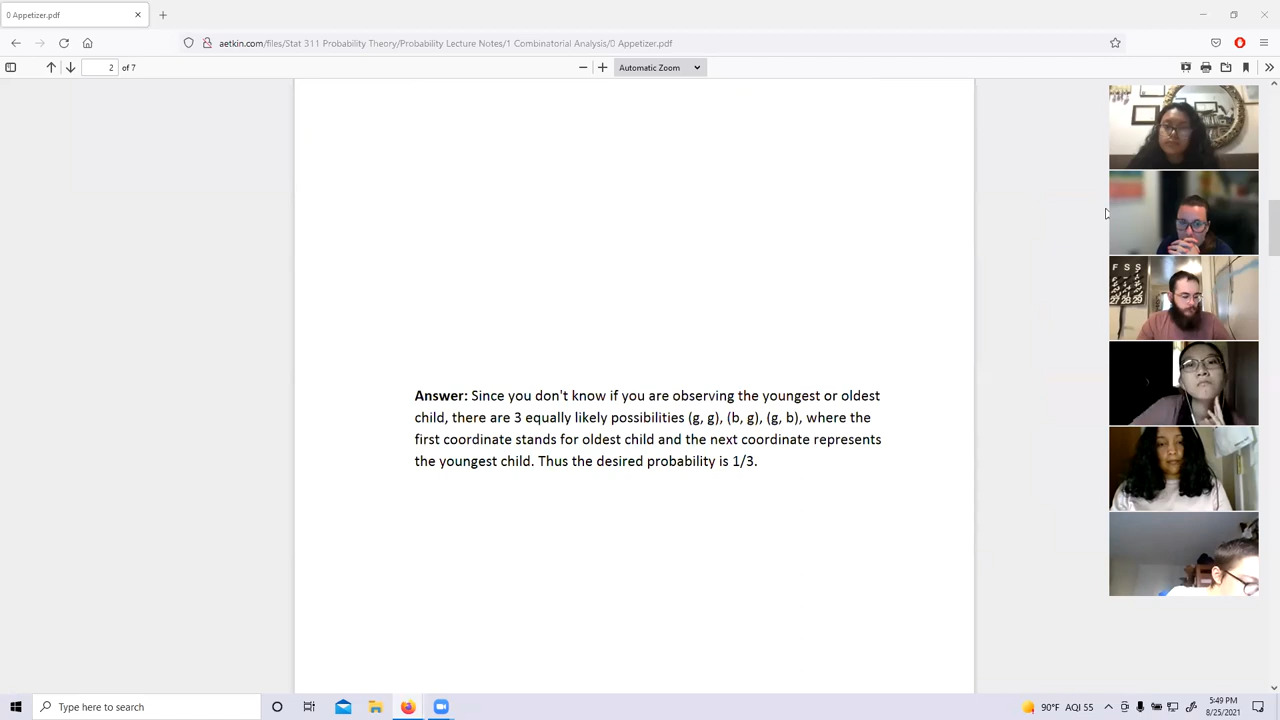 0 Appetizer.pdf
aetkin.com/files/Stat 311 Probability Theory/Probability Lecture Notes/1 Combinatorial Analysis/0 Appetizer.pdf
2 of 7
Automatic Zoom
Answer: Since you don't know if you are observing the youngest or oldest
child, there are 3 equally likely possibilities (g, g), (b, g), (g, b), where the
first coordinate stands for oldest child and the next coordinate represents
the youngest child. Thus the desired probability is 1/3.
F S S
27 28 29
Type here to search
90°F AQI 55
5:49 PM
8/25/2021